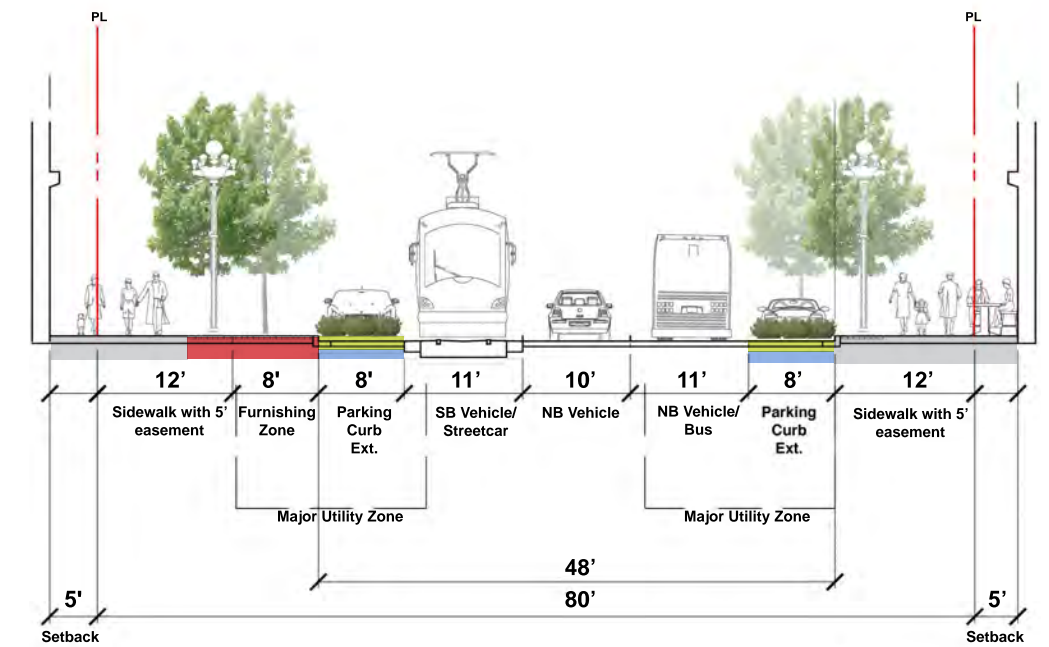 PL
PL
12’
8'
8'
11’
10’
11’
8’
12’
Sidewalk with 5’
easement
Furnishing
Zone
Parking
Curb
Ext.
SB Vehicle/
Streetcar
NB Vehicle
NB Vehicle/
Bus
Parking
Curb
Ext.
Sidewalk with 5’
easement
Major Utility Zone
Major Utility Zone
48’
5'
80’
5’
Setback
Setback